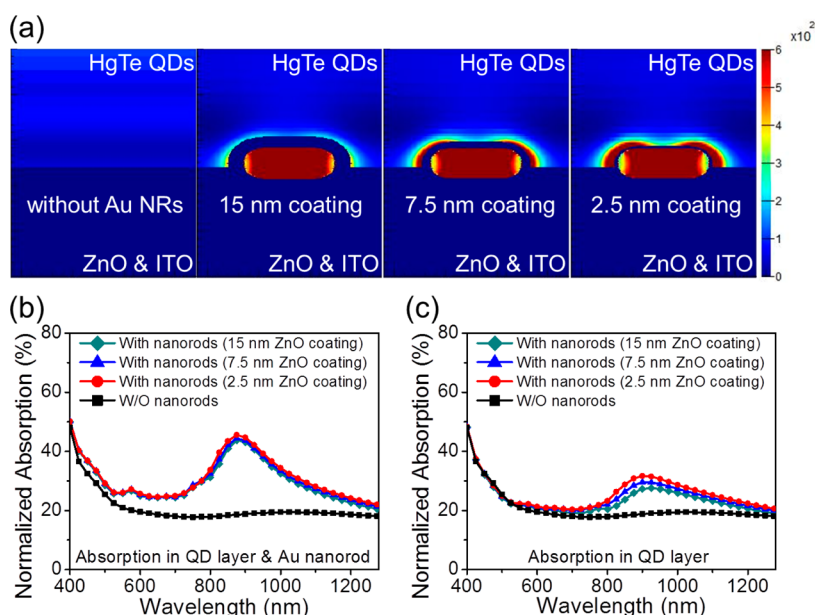 (a)
HgTe QDs
HgTe QDs
HgTe QDs
HgTe QDs
without Au NRs
15 nm coating
7.5 nm coating
2.5 nm coating
ZnO & ITO
ZnO & ITO
ZnO & ITO
ZnO & ITO
x10²
6
5
4
3
2
1
0
(b)
Normalized Absorption (%)
80
60
40
20
0
With nanorods (15 nm ZnO coating)
With nanorods (7.5 nm ZnO coating)
With nanorods (2.5 nm ZnO coating)
W/O nanorods
Absorption in QD layer & Au nanorod
400 600 800 1000 1200
Wavelength (nm)
(c)
Normalized Absorption (%)
80
60
40
20
0
With nanorods (15 nm ZnO coating)
With nanorods (7.5 nm ZnO coating)
With nanorods (2.5 nm ZnO coating)
W/O nanorods
Absorption in QD layer
400 600 800 1000 1200
Wavelength (nm)